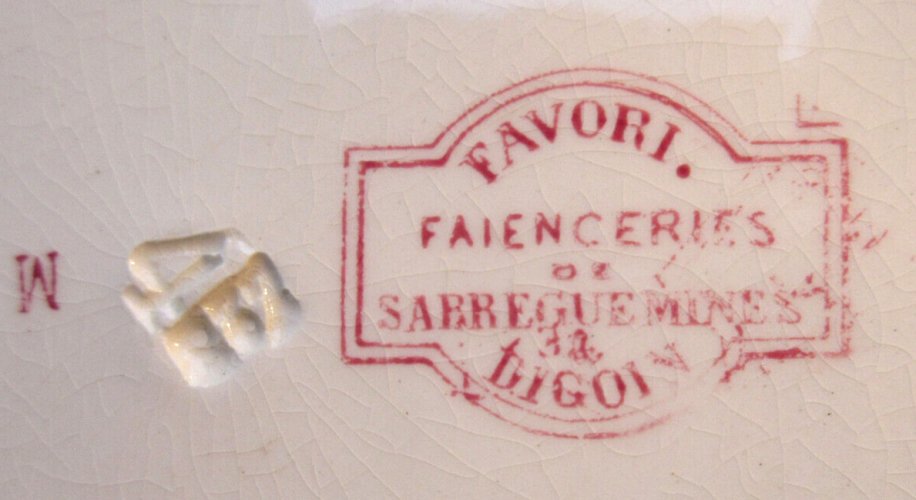 FAVORI.
FAIENCERIES
DE
SARREGUEMINES
&
DIGOIN
M